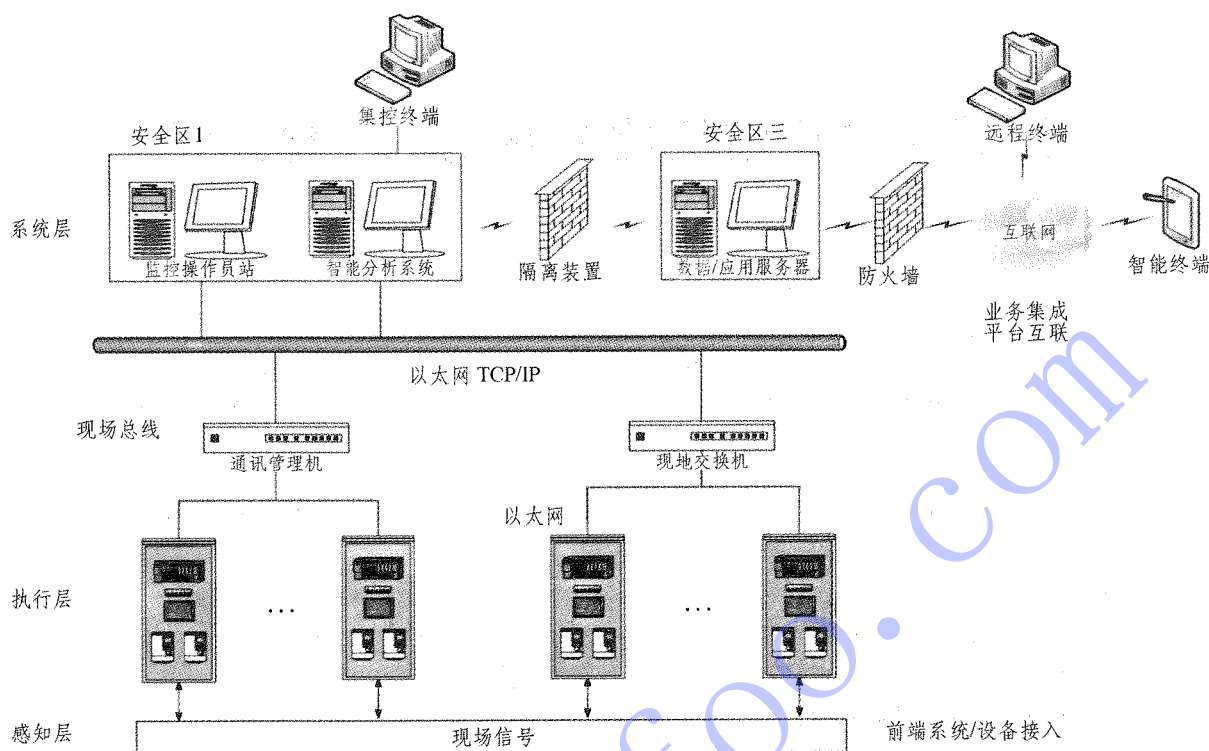 集控终端
远程终端
安全区1
安全区三
系统层
监控操作员站
智能分析系统
隔离装置
数据/应用服务器
防火墙
互联网
智能终端
业务集成
平台互联
以太网 TCP/IP
现场总线
通讯管理机
现地交换机
以太网
执行层
...
...
感知层
现场信号
前端系统/设备接入
foo. com